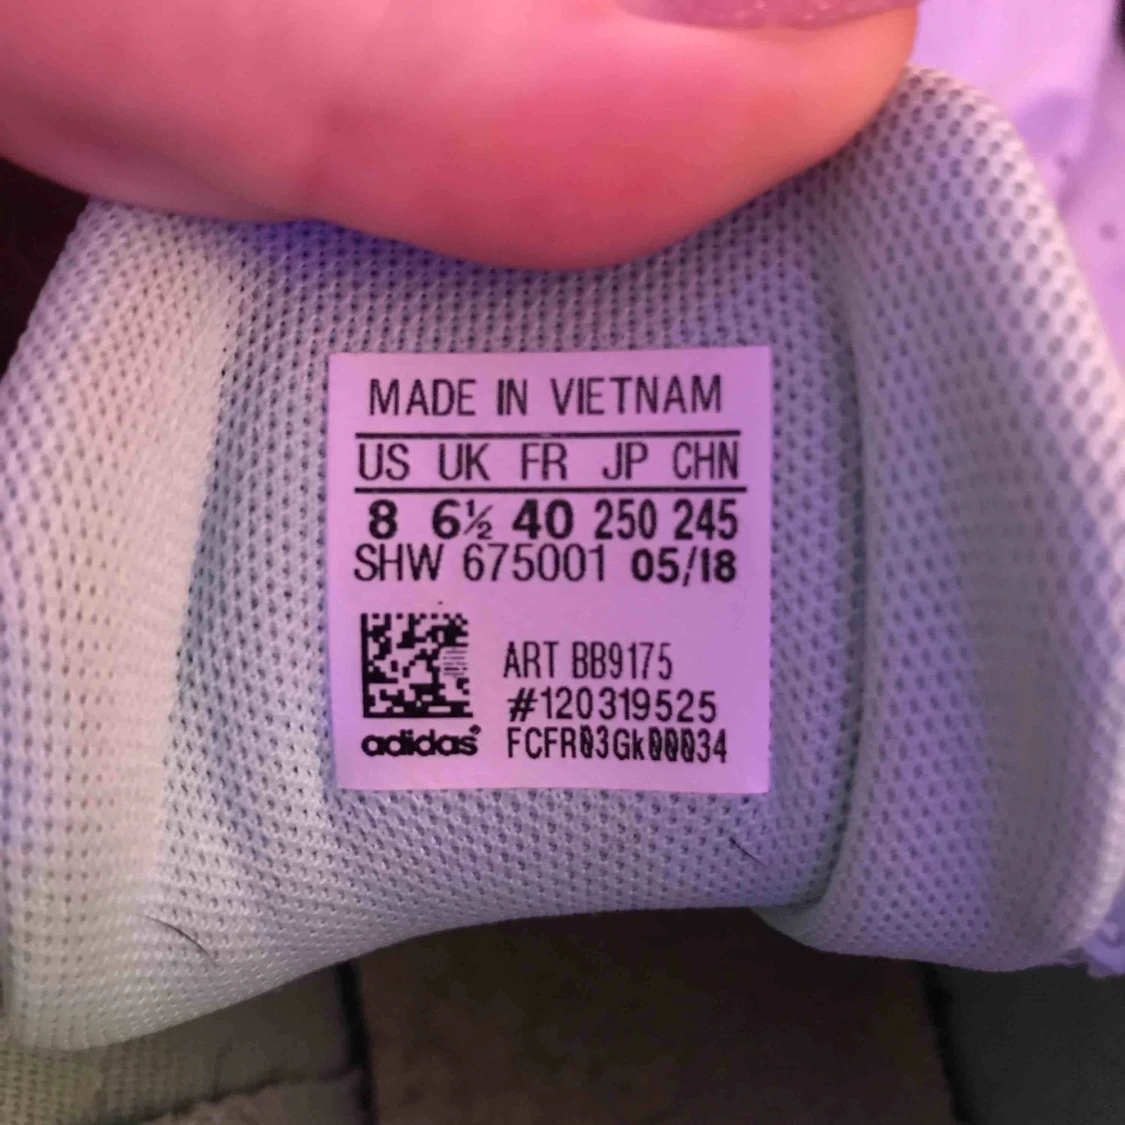 MADE IN VIETNAM
US UK FR JP CHN
8 6½ 40 250 245
SHW 675001 05/18
ART BB9175
#120319525
adidas FCFR03Gk00034